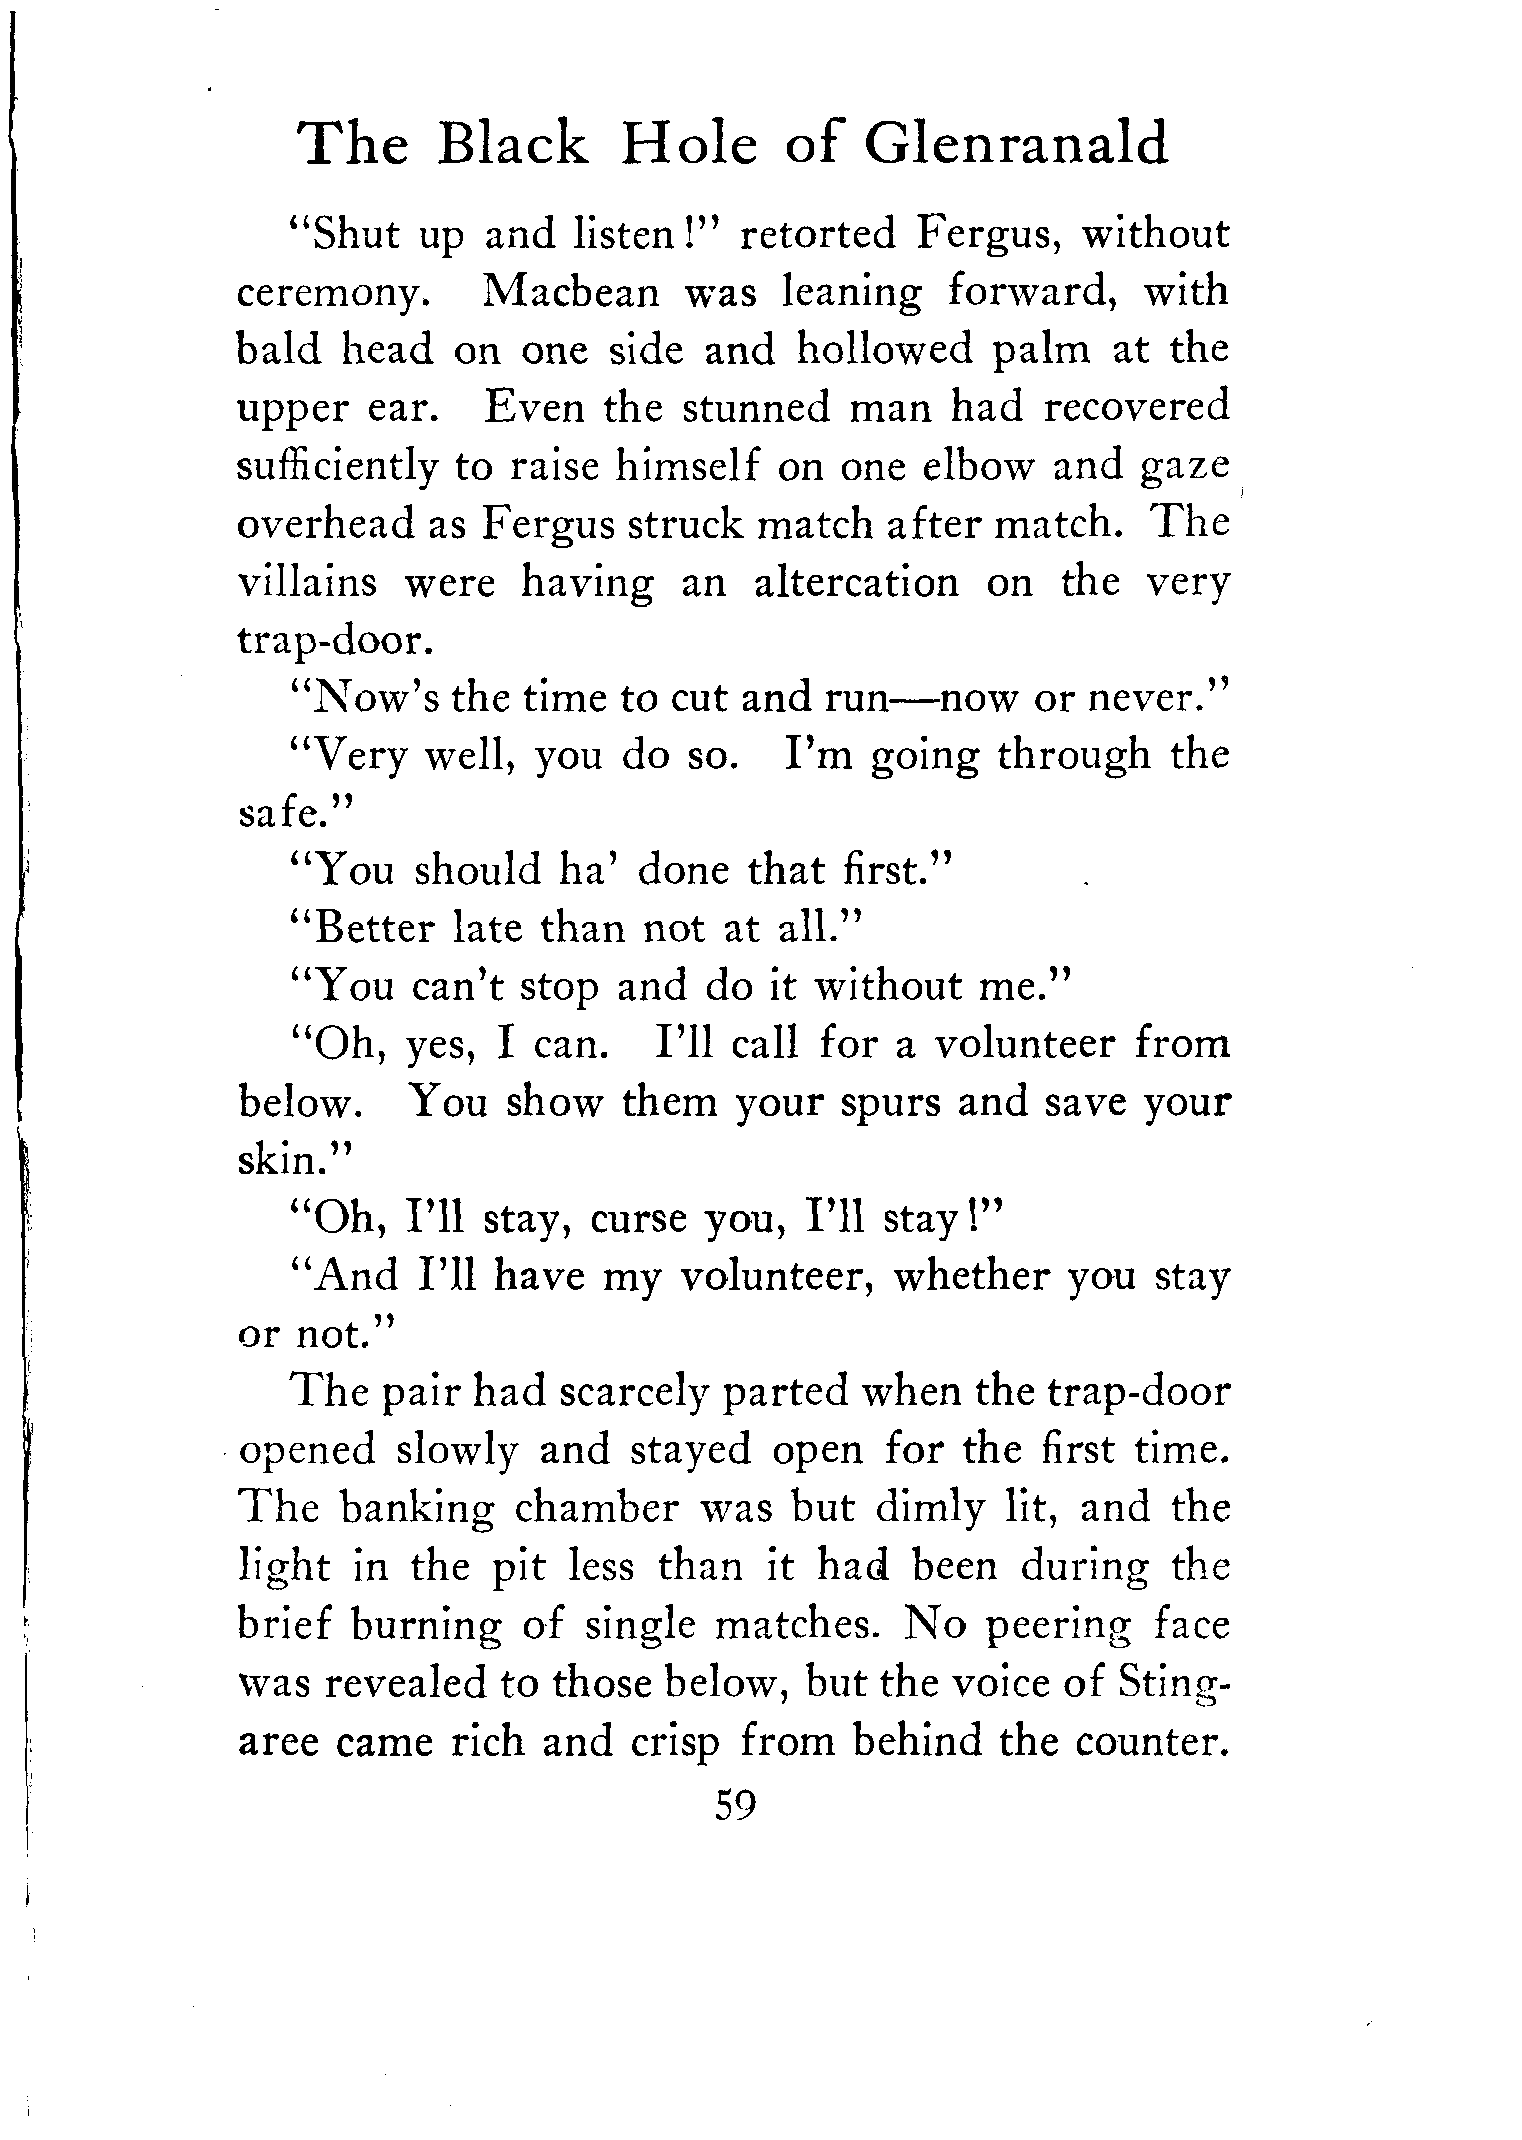 The Black Hole of Glenranald
“Shut up and listen!” retorted Fergus, without
ceremony. Macbean was leaning forward, with
bald head on one side and hollowed palm at the
upper ear. Even the stunned man had recovered
sufficiently to raise himself on one elbow and gaze
overhead as Fergus struck match after match. The
villains were having an altercation on the very
trap-door.
“Now’s the time to cut and run—now or never.”
“Very well, you do so. I’m going through the
safe.”
“You should ha’ done that first.”
“Better late than not at all.”
“You can’t stop and do it without me.”
“Oh, yes, I can. I’ll call for a volunteer from
below. You show them your spurs and save your
skin.”
“Oh, I’ll stay, curse you, I’ll stay!”
“And I’ll have my volunteer, whether you stay
or not.”
The pair had scarcely parted when the trap-door
opened slowly and stayed open for the first time.
The banking chamber was but dimly lit, and the
light in the pit less than it had been during the
brief burning of single matches. No peering face
was revealed to those below, but the voice of Sting-
aree came rich and crisp from behind the counter.
59